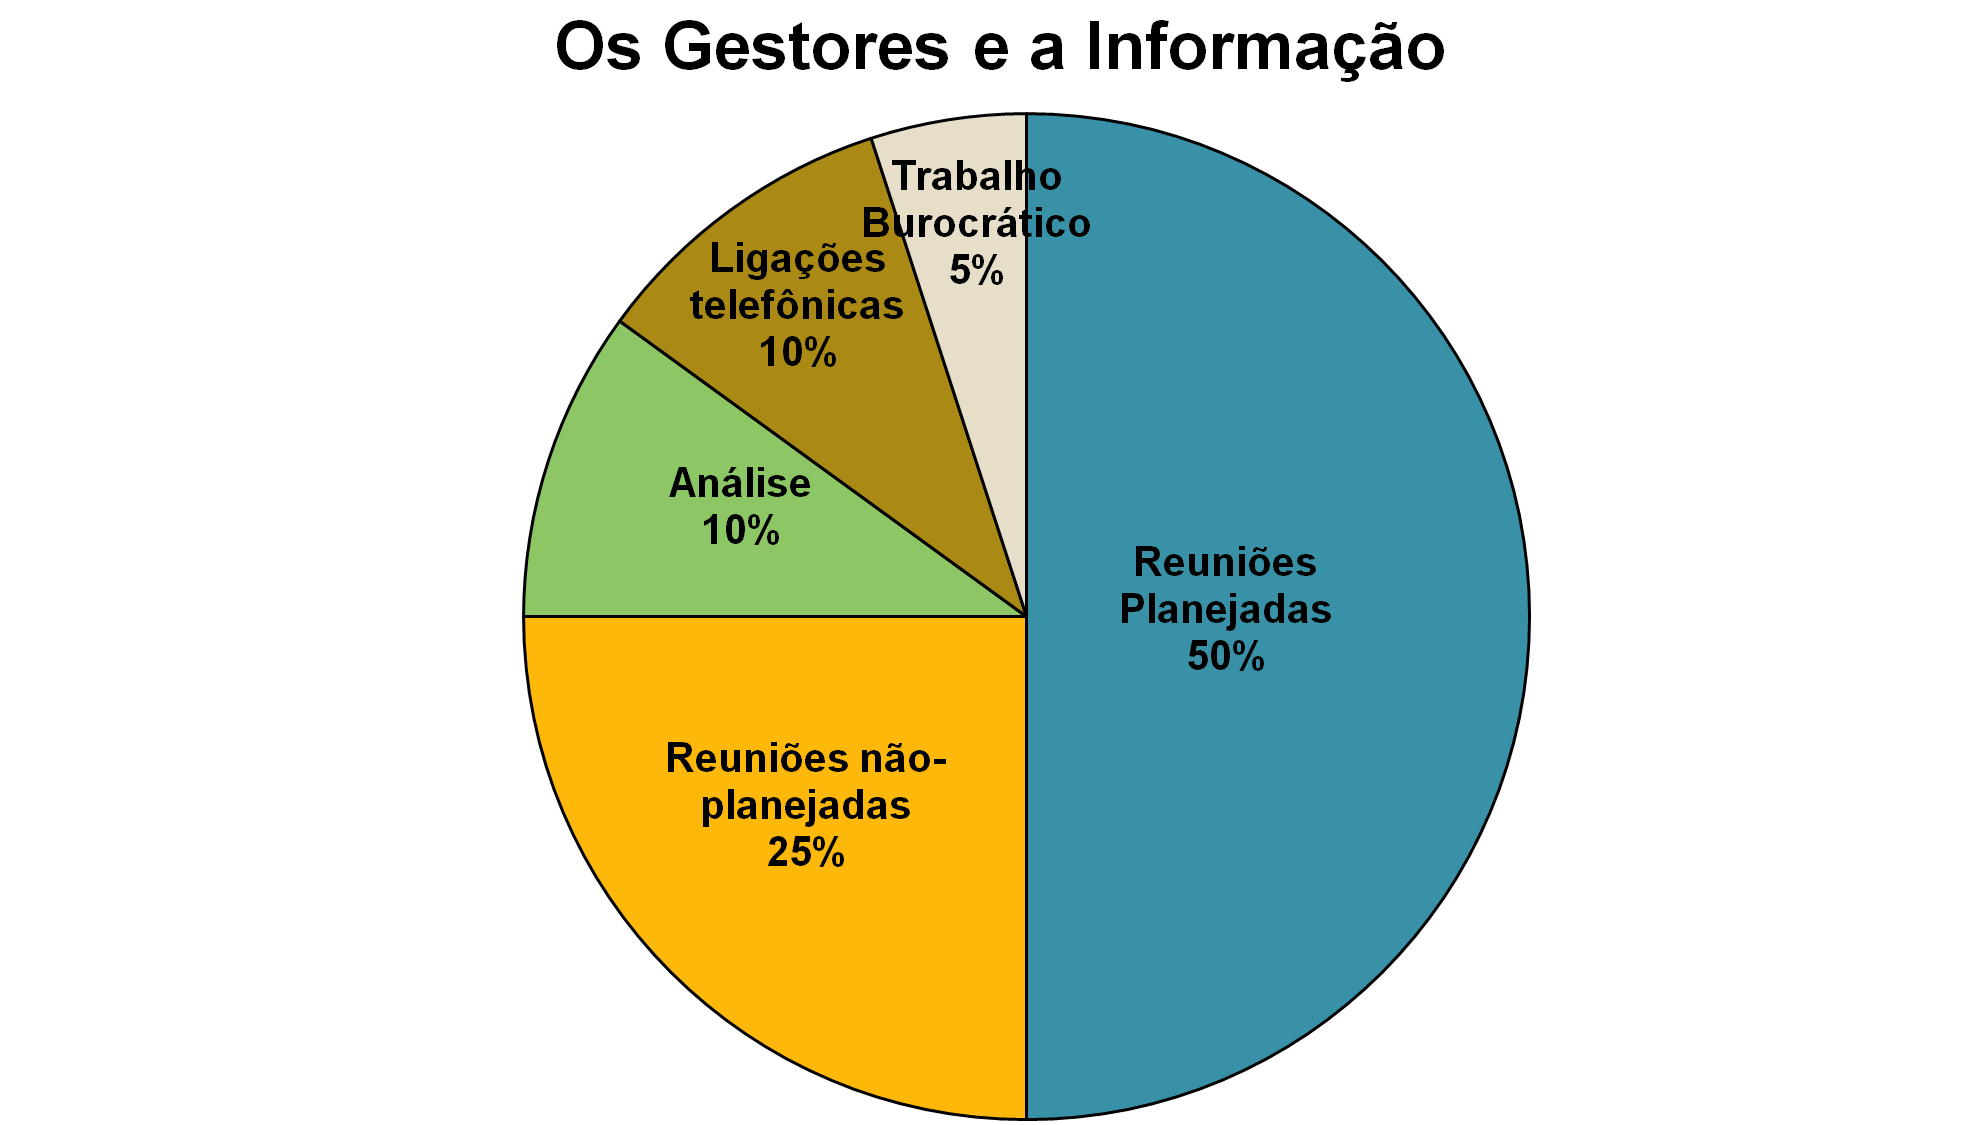 Os Gestores e a Informação
Trabalho
Burocrático
5%
Ligações
telefônicas
10%
Análise
10%
Reuniões
Planejadas
50%
Reuniões não-
planejadas
25%